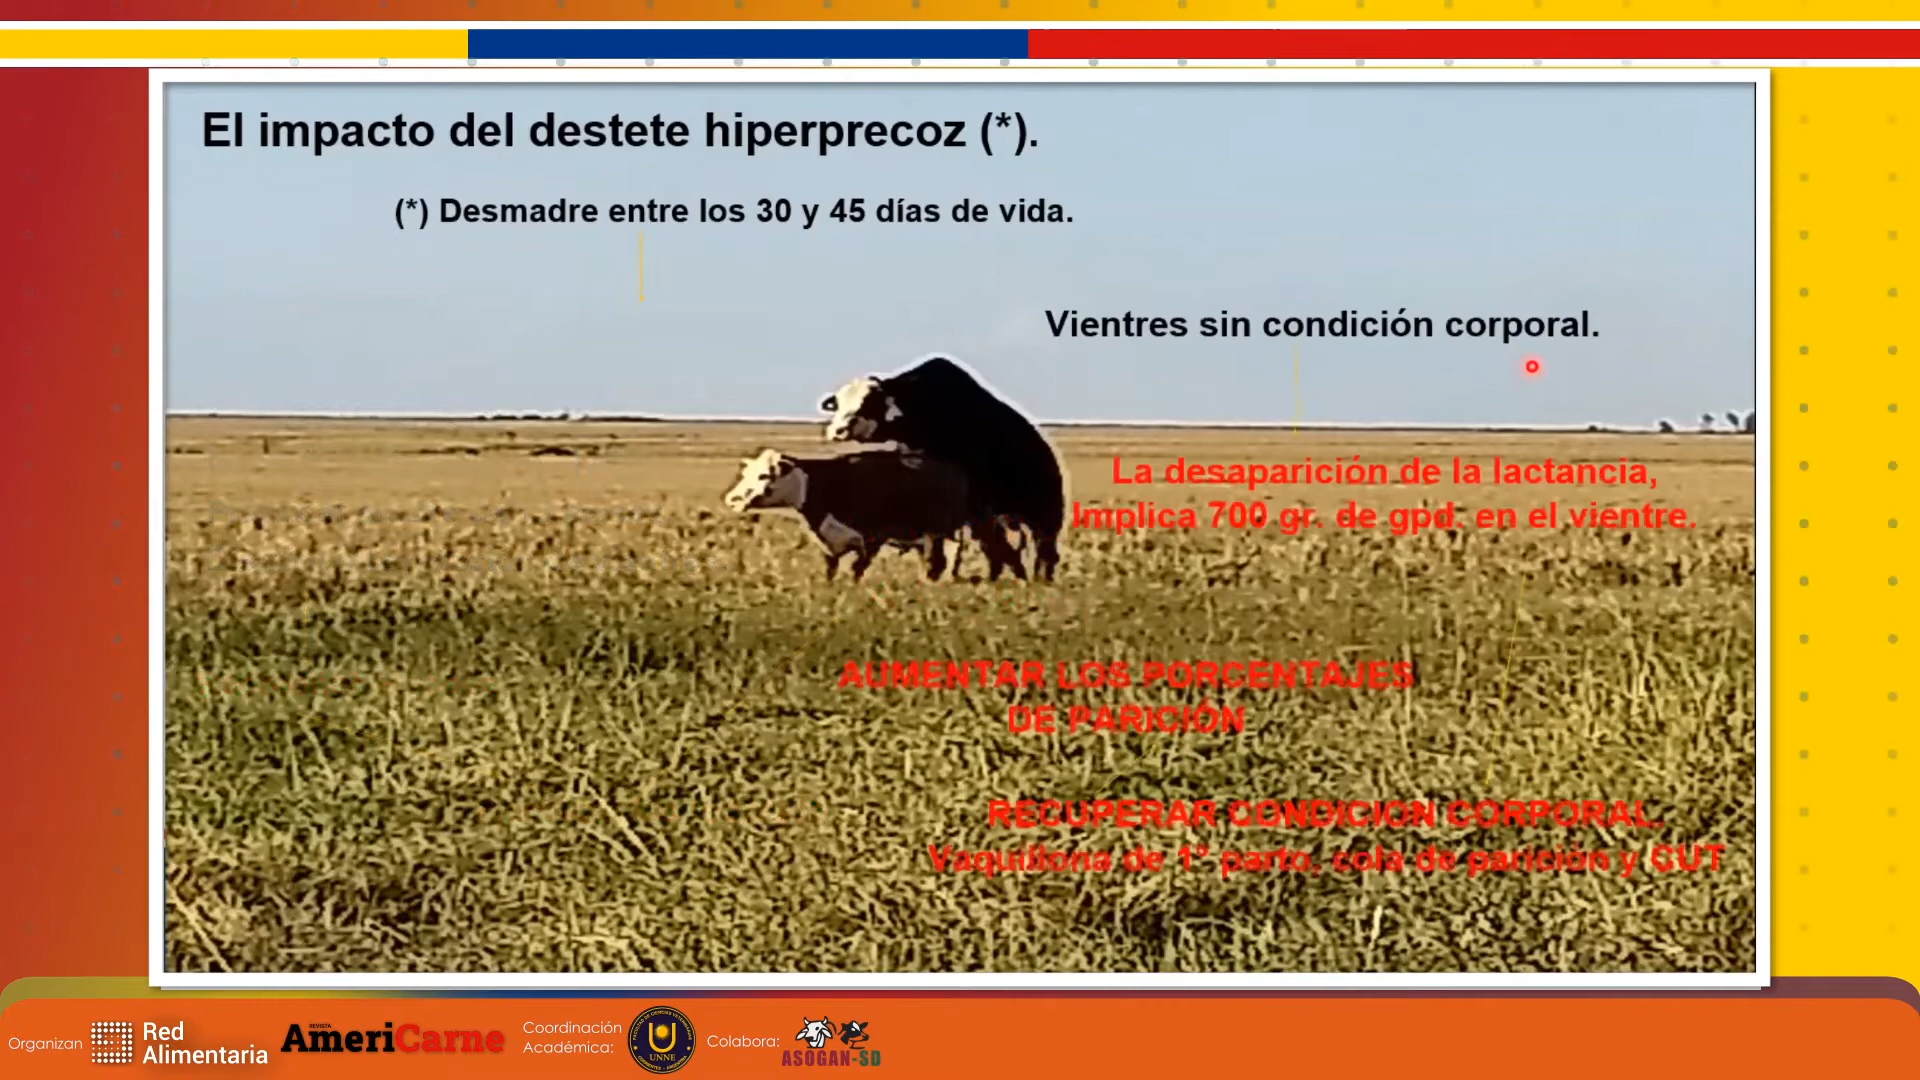 El impacto del destete hiperprecoz (*).
(*) Desmadre entre los 30 y 45 días de vida.
Vientres sin condición corporal.
La desaparición de la lactancia,
Implica 700 gr. de gpd. en el vientre.
AUMENTAR LOS PORCENTAJES
DE PARICIÓN
RECUPERAR CONDICION CORPORAL.
Vaquillona de 1° parto, cola de parición y CUT
Organizan
Red
Alimentaria
REVISTA
AmeriCarne
Coordinación
Académica:
UNNE
Colabora:
ASOGAN-SD